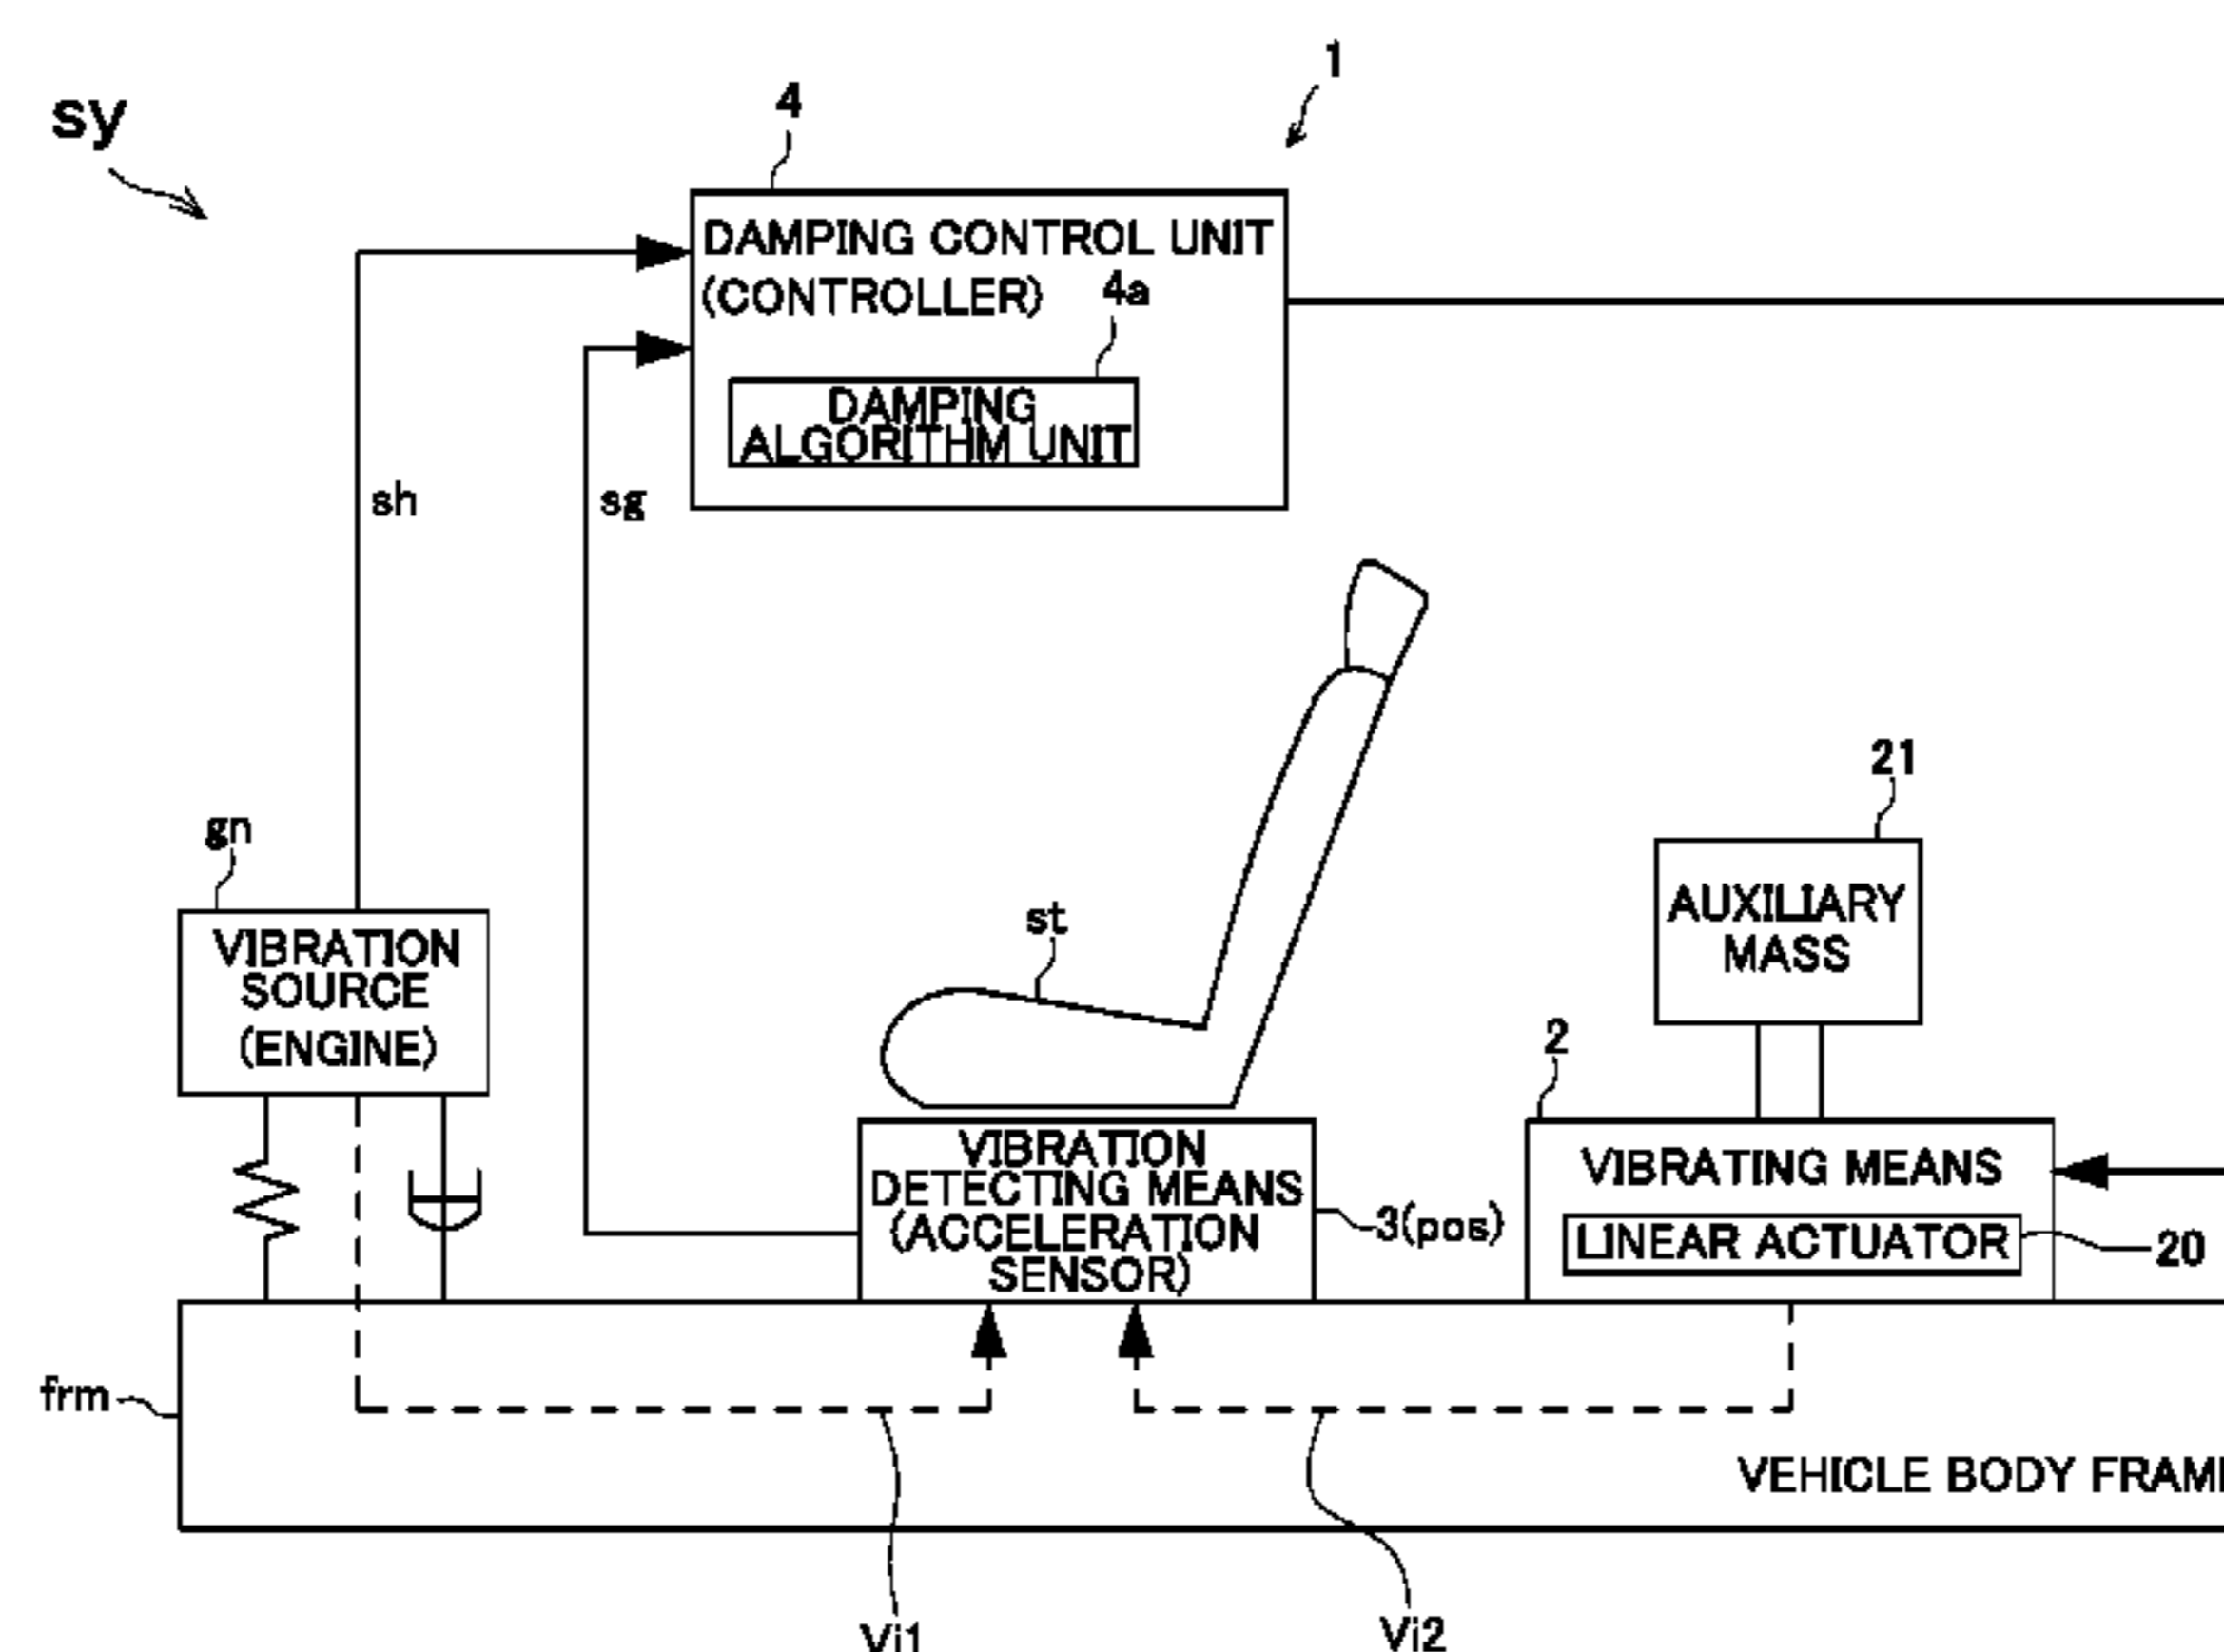 1
sy
4
DAMPING CONTROL UNIT
(CONTROLLER)
4a
DAMPING
ALGORITHM UNIT
sh
sg
21
gn
AUXILIARY
MASS
VIBRATION
SOURCE
(ENGINE)
st
2
VIBRATION
DETECTING MEANS
(ACCELERATION
SENSOR)
3(pos)
VIBRATING MEANS
LINEAR ACTUATOR
20
frm
VEHICLE BODY
Vi1
Vi2